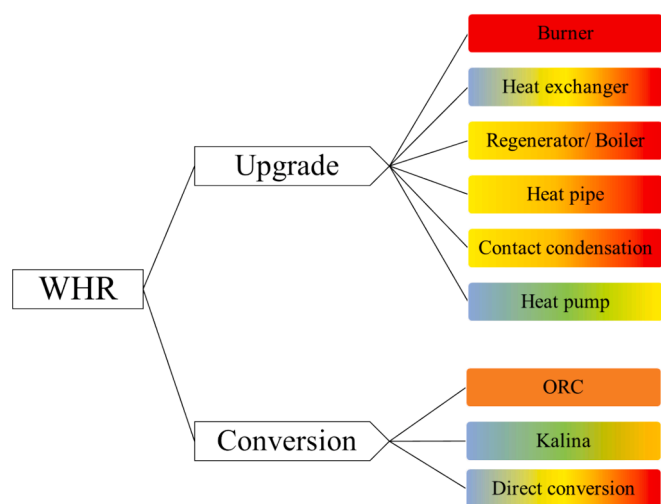 WHR
Upgrade
Burner
Heat exchanger
Regenerator/ Boiler
Heat pipe
Contact condensation
Heat pump
Conversion
ORC
Kalina
Direct conversion